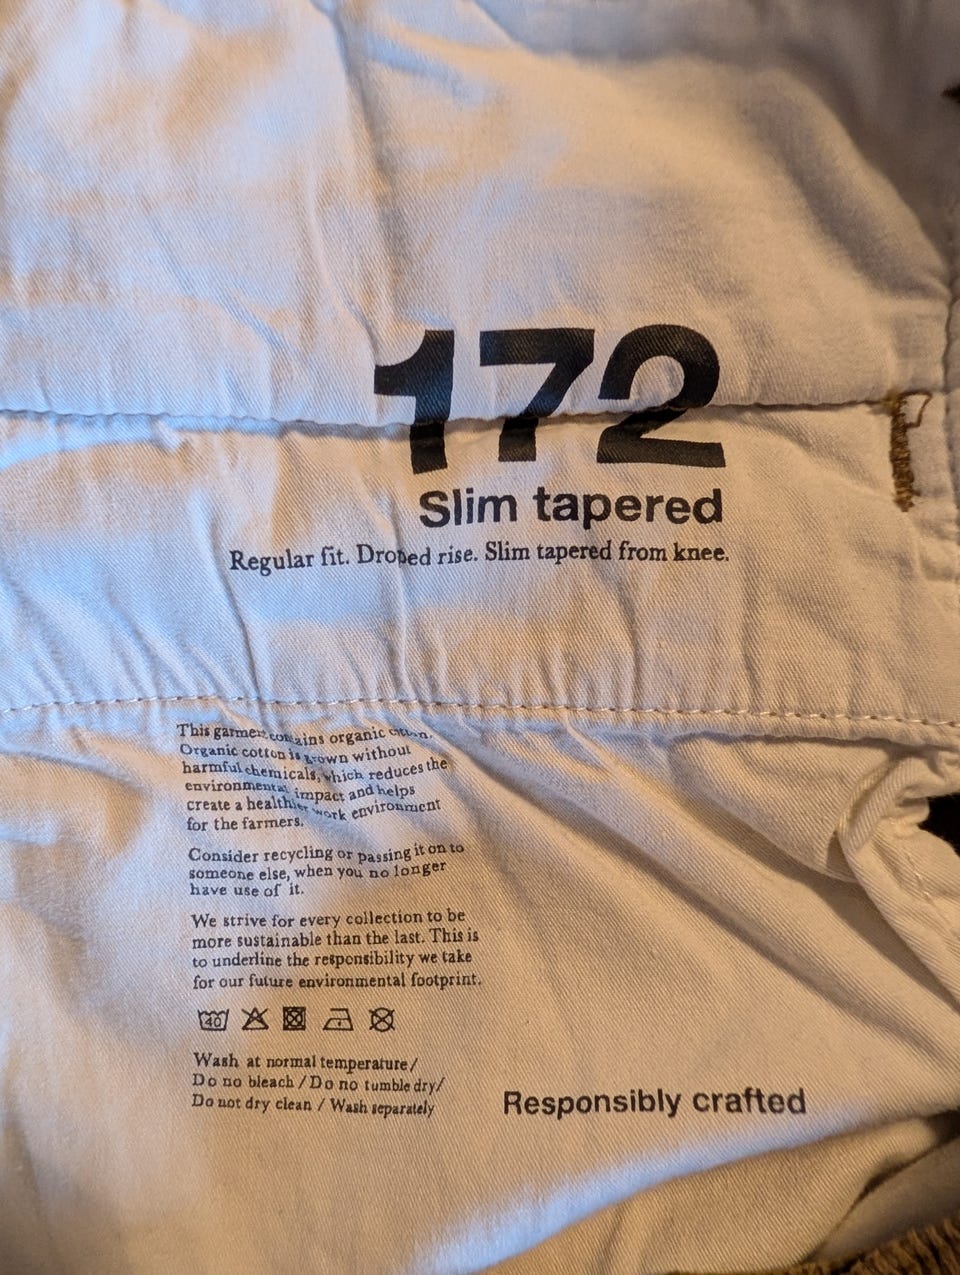 172
Slim tapered
Regular fit. Droped rise. Slim tapered from knee.
This garment contains organic cotton.
Organic cotton is grown without
harmful chemicals, which reduces the
environmental impact and helps
create a healthier work environment
for the farmers.
Consider recycling or passing it on to
someone else, when you no longer
have use of it.
We strive for every collection to be
more sustainable than the last. This is
to underline the responsibility we take
for our future environmental footprint.
40
Wash at normal temperature/
Do no bleach / Do no tumble dry/
Do not dry clean / Wash separately
Responsibly crafted